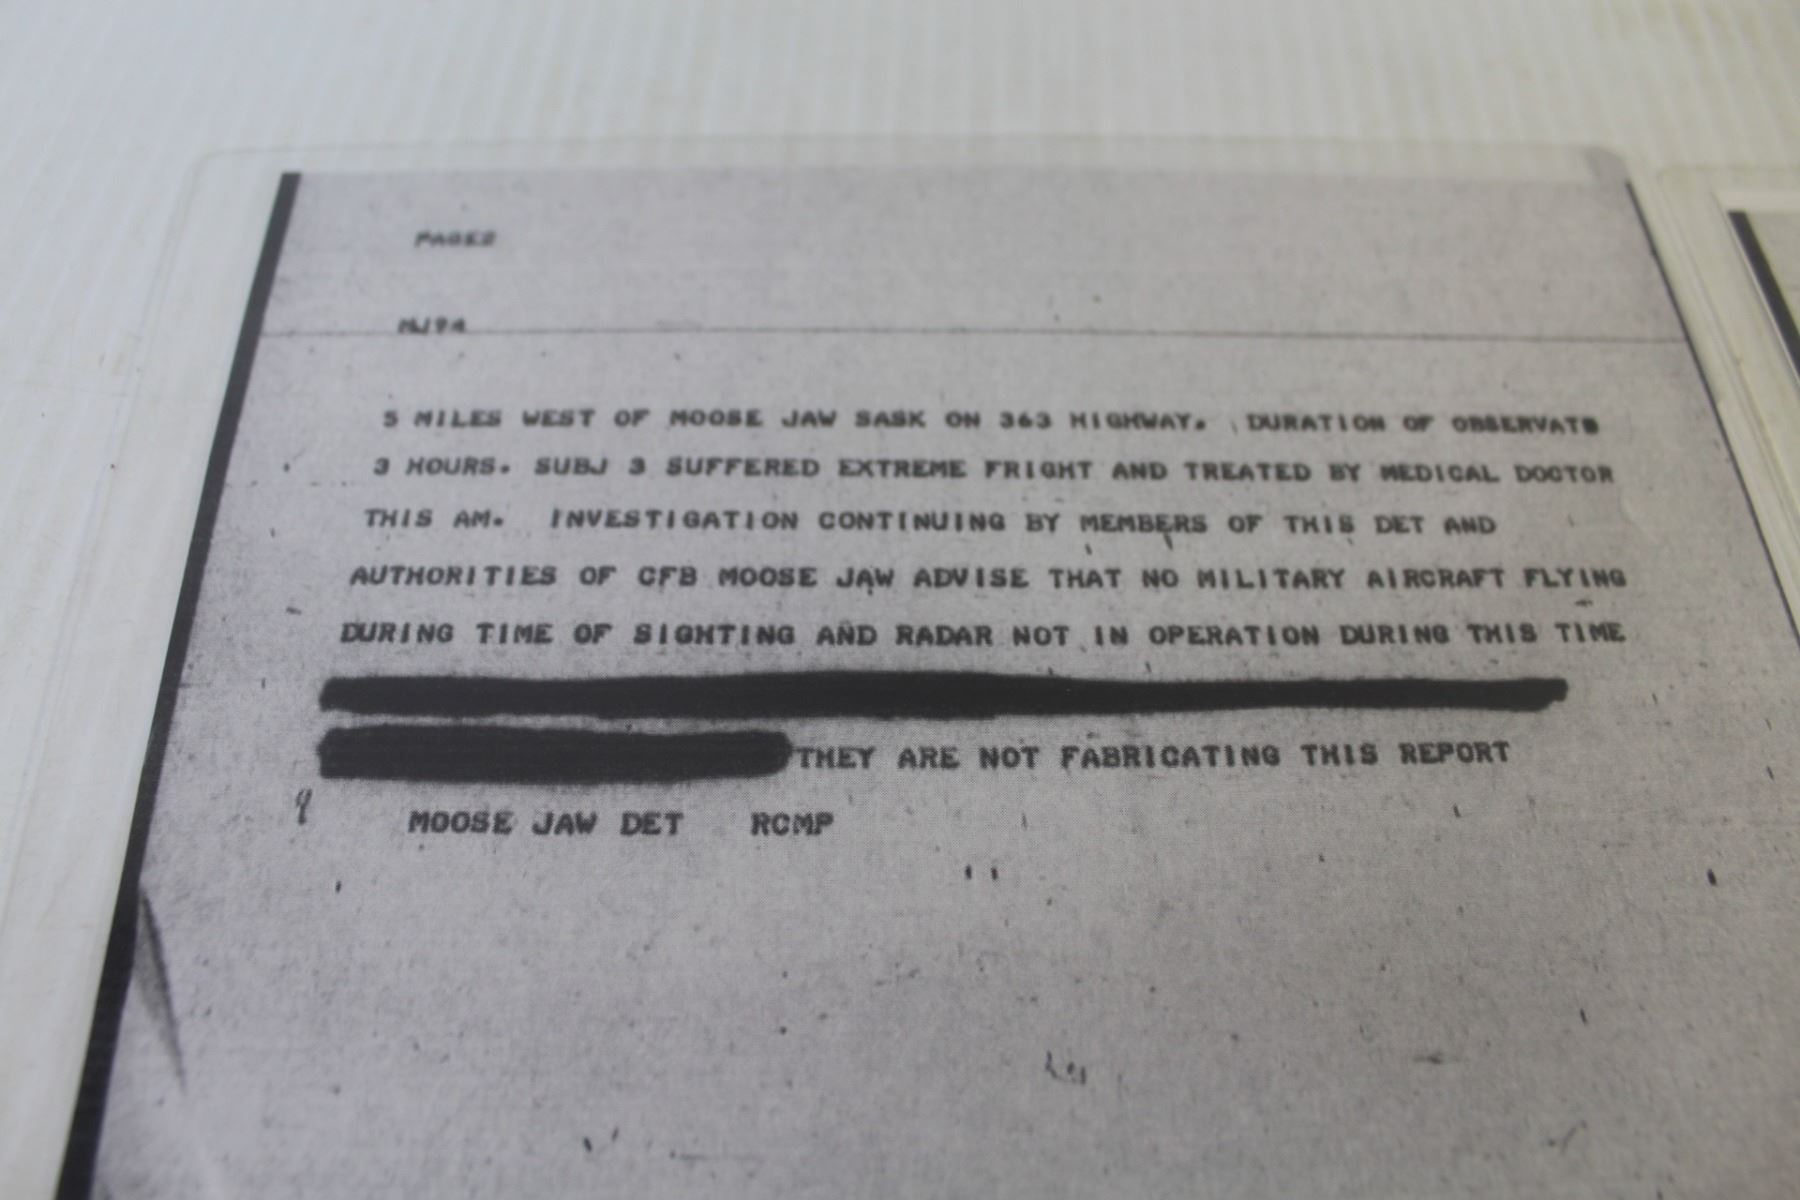 PAGE2
MJ94
5 MILES WEST OF MOOSE JAW SASK ON 363 HIGHWAY. DURATION OF OBSERVATN
3 HOURS. SUBJ 3 SUFFERED EXTREME FRIGHT AND TREATED BY MEDICAL DOCTOR
THIS AM. INVESTIGATION CONTINUING BY MEMBERS OF THIS DET AND
AUTHORITIES OF CFB MOOSE JAW ADVISE THAT NO MILITARY AIRCRAFT FLYING
DURING TIME OF SIGHTING AND RADAR NOT IN OPERATION DURING THIS TIME
THEY ARE NOT FABRICATING THIS REPORT
MOOSE JAW DET RCMP